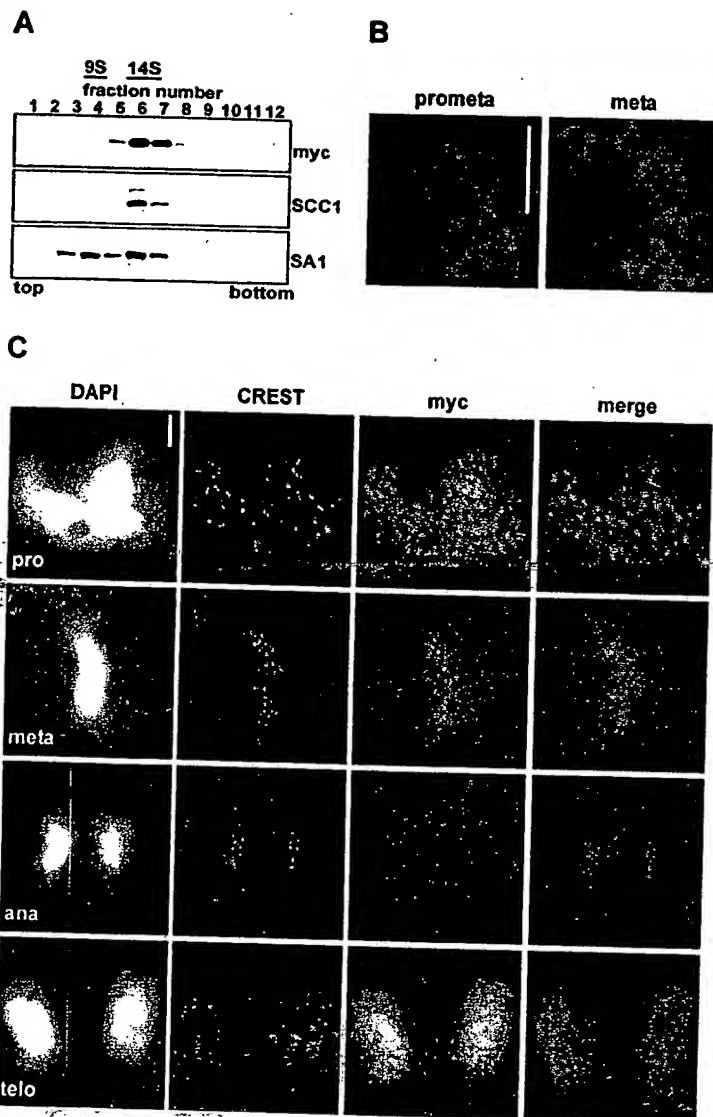 A
9S 14S
fraction number
1 2 3 4 5 6 7 8 9 10 11 12
myc
SCC1
SA1
top bottom
B
prometa meta
C
DAPI CREST myc merge
pro
meta
ana
telo